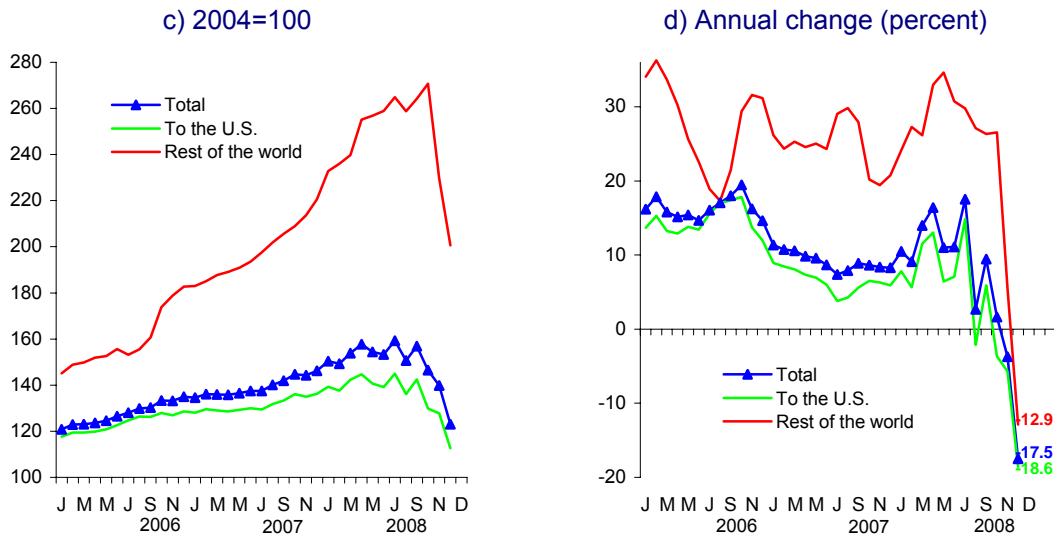 c) 2004=100
280
260
240
220
200
180
160
140
120
100
Total
To the U.S.
Rest of the world
J M M J S N J M M J S N J M M J S N D
2006 2007 2008
d) Annual change (percent)
30
20
10
0
-10
-20
Total
To the U.S.
Rest of the world
-12.9
-17.5
-18.6
J M M J S N J M M J S N J M M J S N D
2006 2007 2008